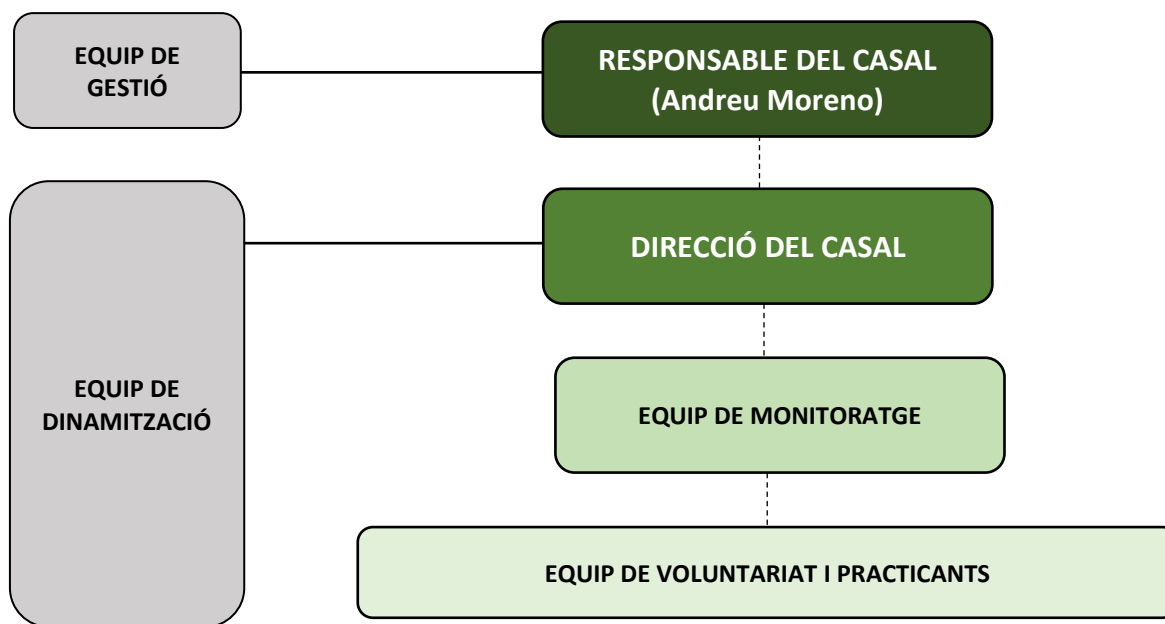 EQUIP DE
GESTIÓ
RESPONSABLE DEL CASAL
(Andreu Moreno)
DIRECCIÓ DEL CASAL
EQUIP DE
DINAMITZACIÓ
EQUIP DE MONITORATGE
EQUIP DE VOLUNTARIAT I PRACTICANTS